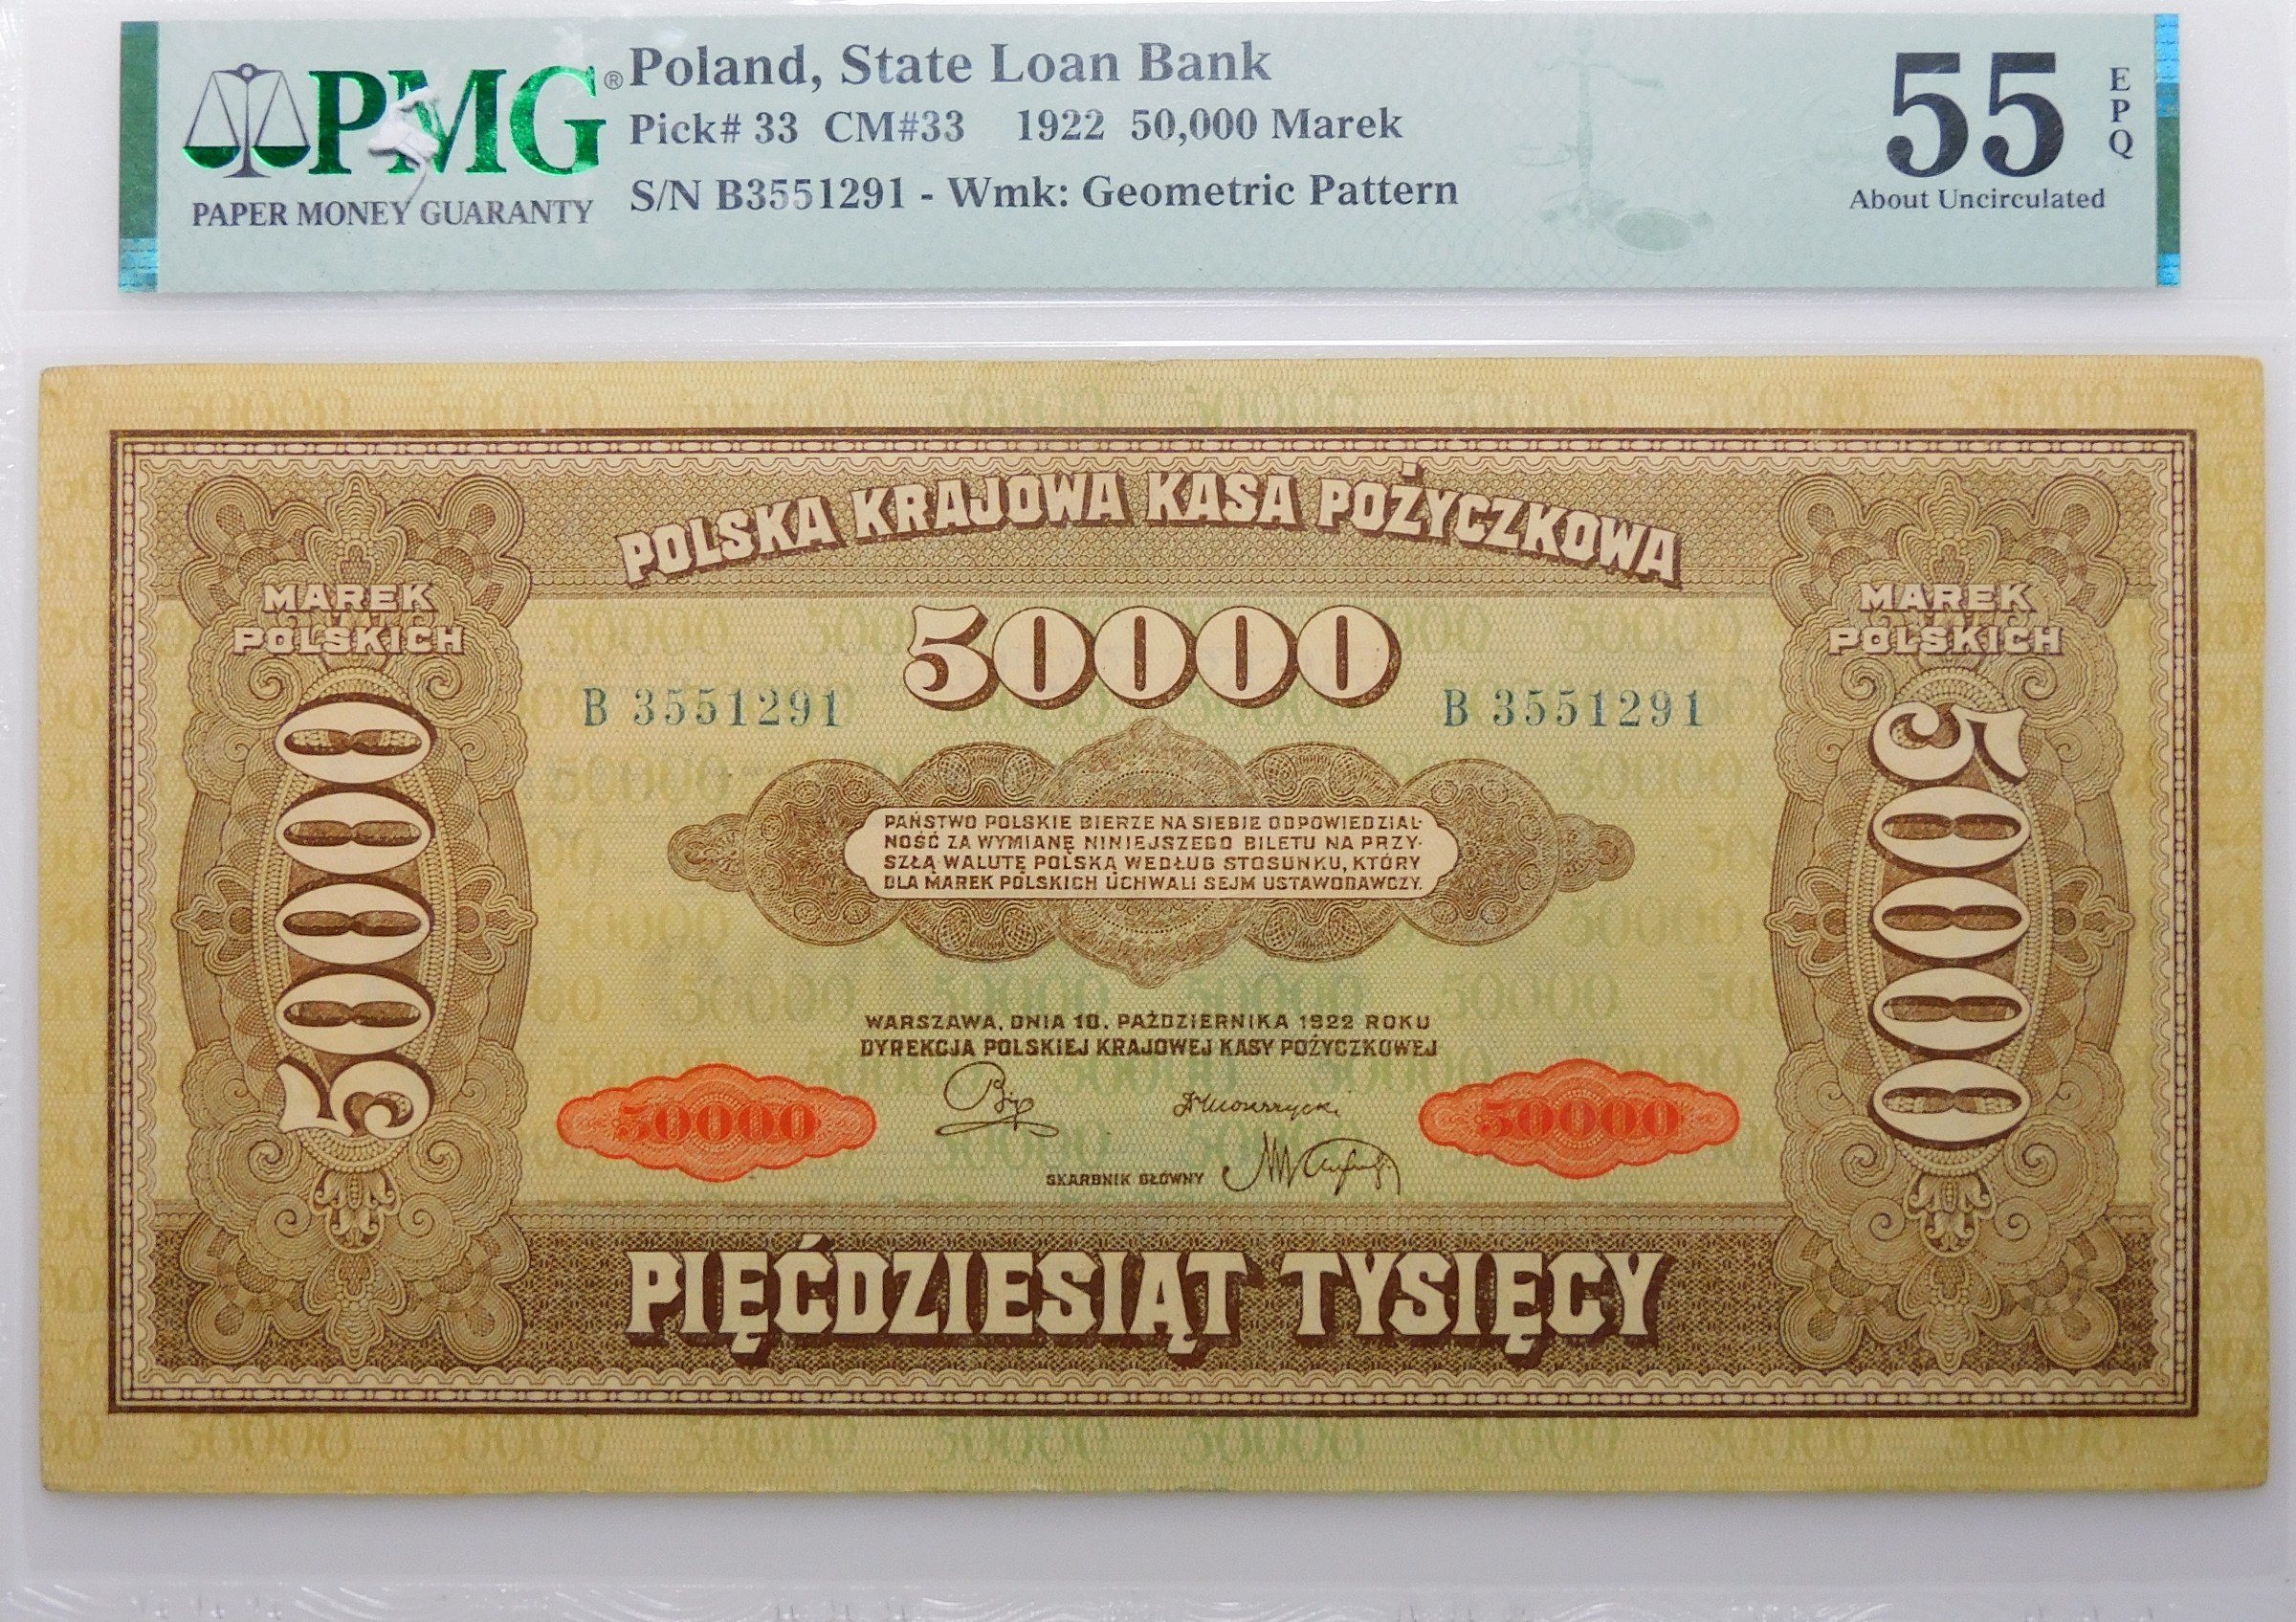 PMG®
PAPER MONEY GUARANTY
Poland, State Loan Bank
Pick# 33 CM#33 1922 50,000 Marek
S/N B3551291 - Wmk: Geometric Pattern
55
EPQ
About Uncirculated
POLSKA KRAJOWA KASA POŻYCZKOWA
MAREK
POLSKICH
50000
MAREK
POLSKICH
50000
50000
B 3551291
B 3551291
PAŃSTWO POLSKIE BIERZE NA SIEBIE ODPOWIEDZIAL-
NOŚĆ ZA WYMIANĘ NINIEJSZEGO BILETU NA PRZY-
SZŁĄ WALUTĘ POLSKĄ WEDŁUG STOSUNKU, KTÓRY
DLA MAREK POLSKICH UCHWALI SEJM USTAWODAWCZY.
WARSZAWA, DNIA 10. PAŹDZIERNIKA 1922 ROKU
DYREKCJA POLSKIEJ KRAJOWEJ KASY POŻYCZKOWEJ
50000
50000
SKARBNIK GŁÓWNY
PIĘĆDZIESIĄT TYSIĘCY